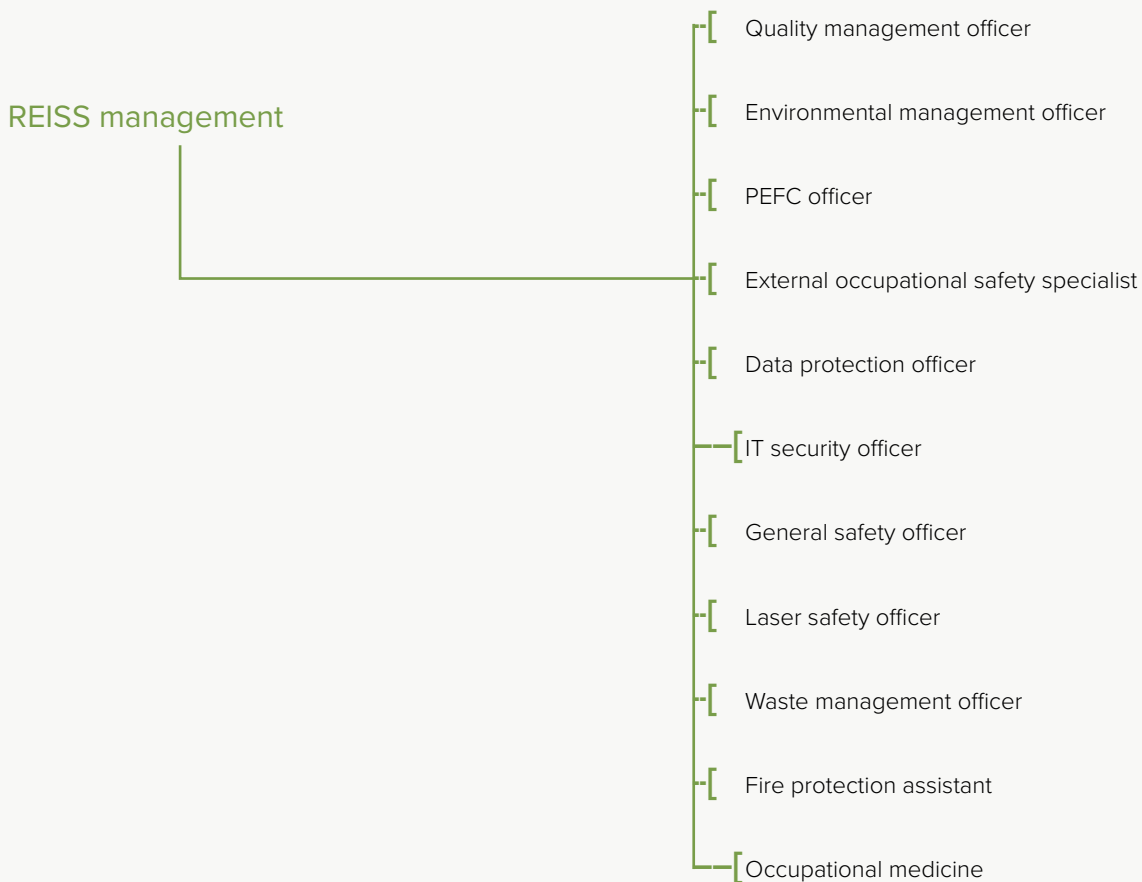 Quality management officer
REISS management
Environmental management officer
PEFC officer
External occupational safety specialist
Data protection officer
IT security officer
General safety officer
Laser safety officer
Waste management officer
Fire protection assistant
Occupational medicine